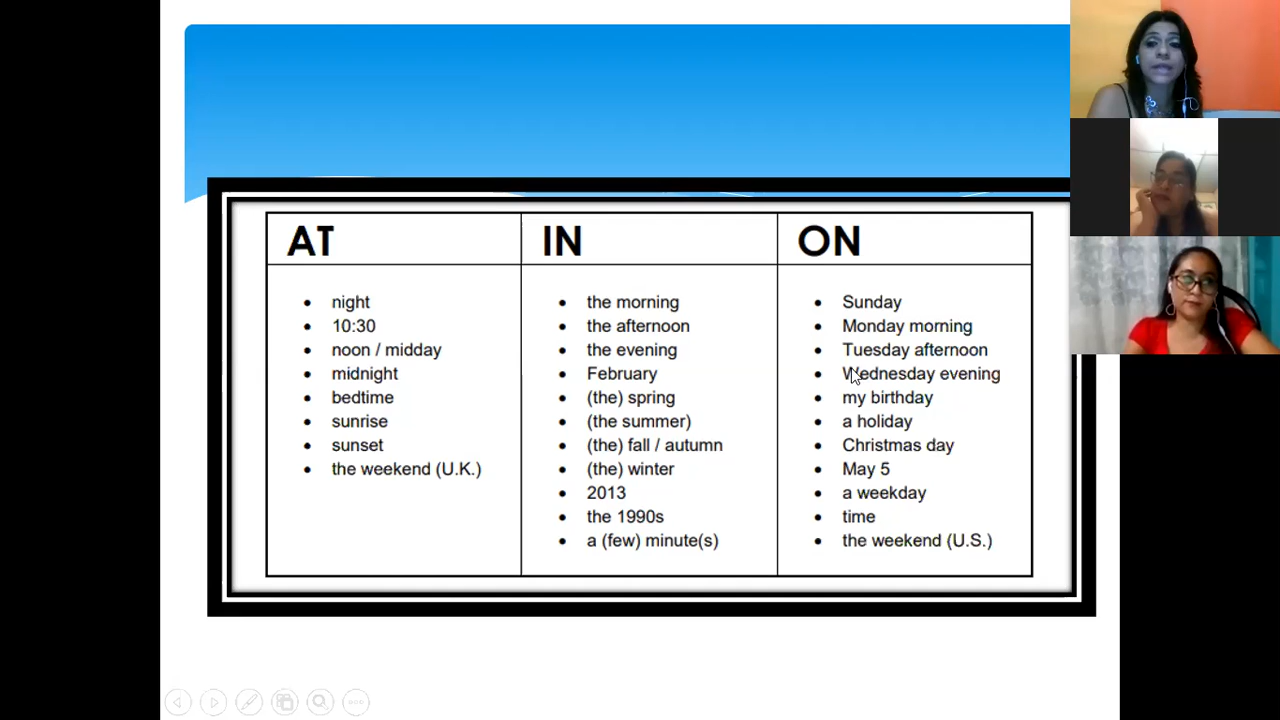 AT
IN
ON
night
10:30
noon / midday
midnight
bedtime
sunrise
sunset
the weekend (U.K.)
the morning
the afternoon
the evening
February
(the) spring
(the summer)
(the) fall / autumn
(the) winter
2013
the 1990s
a (few) minute(s)
Sunday
Monday morning
Tuesday afternoon
Wednesday evening
my birthday
a holiday
Christmas day
May 5
a weekday
time
the weekend (U.S.)